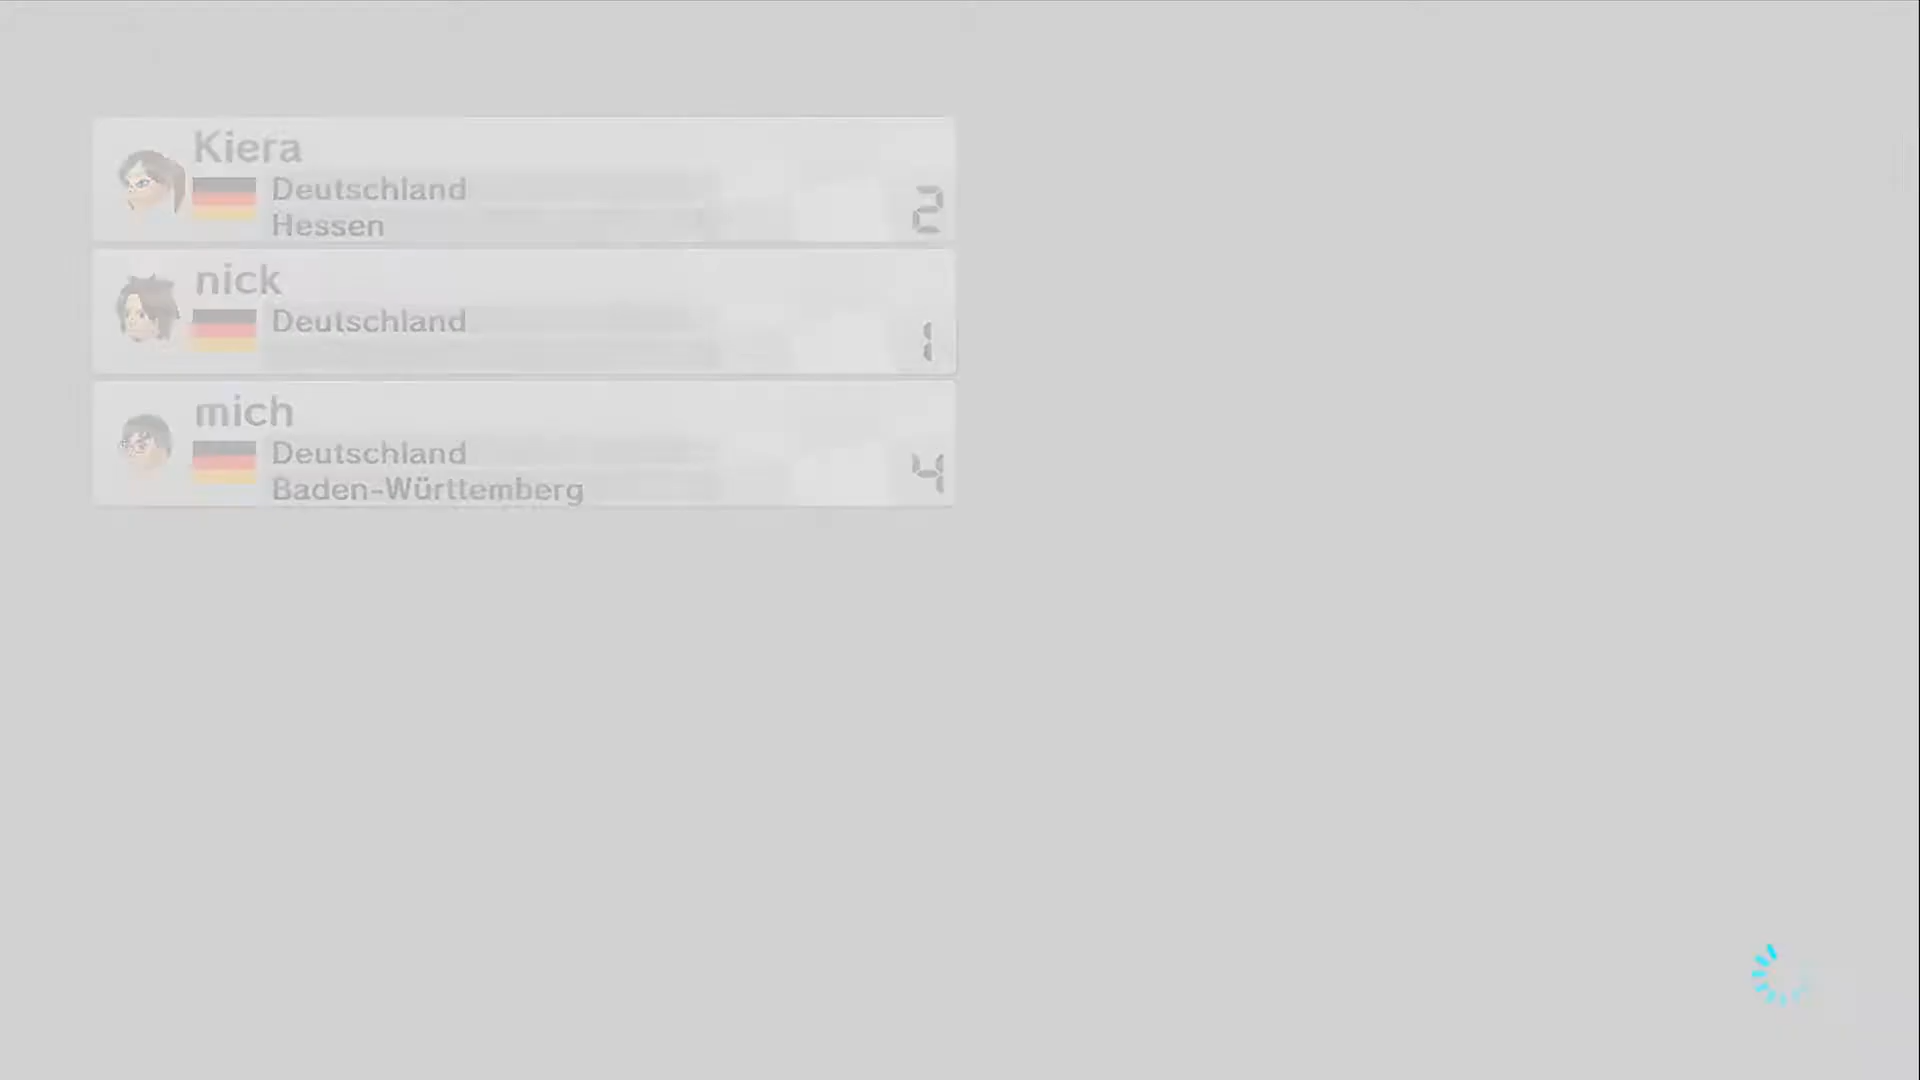 Kiera
Deutschland
Hessen
2
nick
Deutschland
1
mich
Deutschland
Baden-Württemberg
4